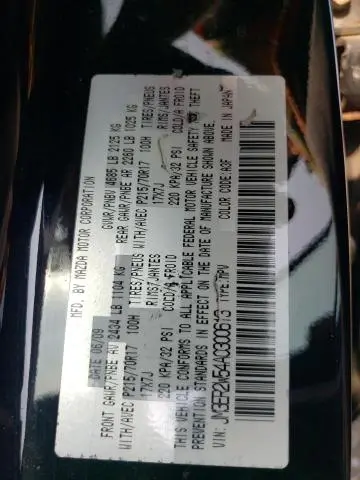 MFD. BY MAZDA MOTOR CORPORATION
DATE 06/09 GVWR/PNBV 4685 LB 2125 KG
FRONT GAWR/PNBE AV 2434 LB 1104 KG REAR GAWR/PNBE AR 2260 LB 1025 KG
WITH/AVEC P215/70R17 100H TIRES/PNEUS WITH/AVEC P215/70R17 100H TIRES/PNEUS
17X7J RIMS/JANTES 17X7J RIMS/JANTES
220 KPA/32 PSI COLD/A FROID 220 KPA/32 PSI COLD/A FROID
THIS VEHICLE CONFORMS TO ALL APPLICABLE FEDERAL MOTOR VEHICLE SAFETY THEFT
STANDARDS IN EFFECT ON THE DATE OF MANUFACTURE SHOWN ABOVE.
VIN: JM3ER2W54A0300613 TYPE:MPV COLOR CODE:A3F MADE IN JAPAN